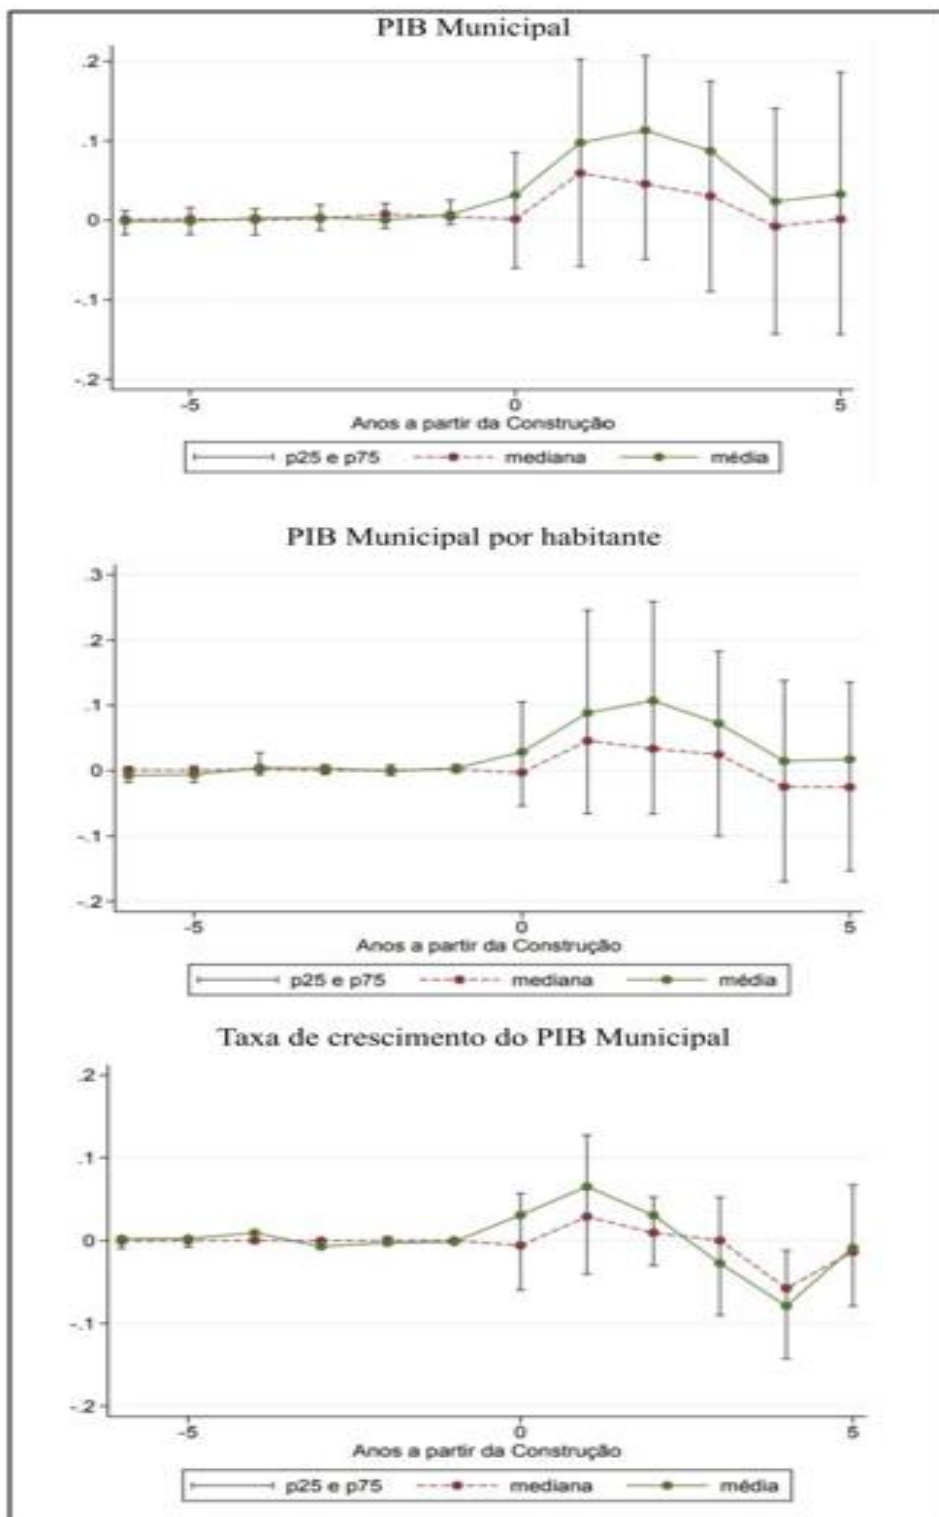 PIB Municipal
.2
.1
0
-.1
-.2
-5 0 5
Anos a partir da Construção
p25 e p75 mediana média
PIB Municipal por habitante
.3
.2
.1
0
-.1
-.2
-5 0 5
Anos a partir da Construção
p25 e p75 mediana média
Taxa de crescimento do PIB Municipal
.2
.1
0
-.1
-.2
-5 0 5
Anos a partir da Construção
p25 e p75 mediana média